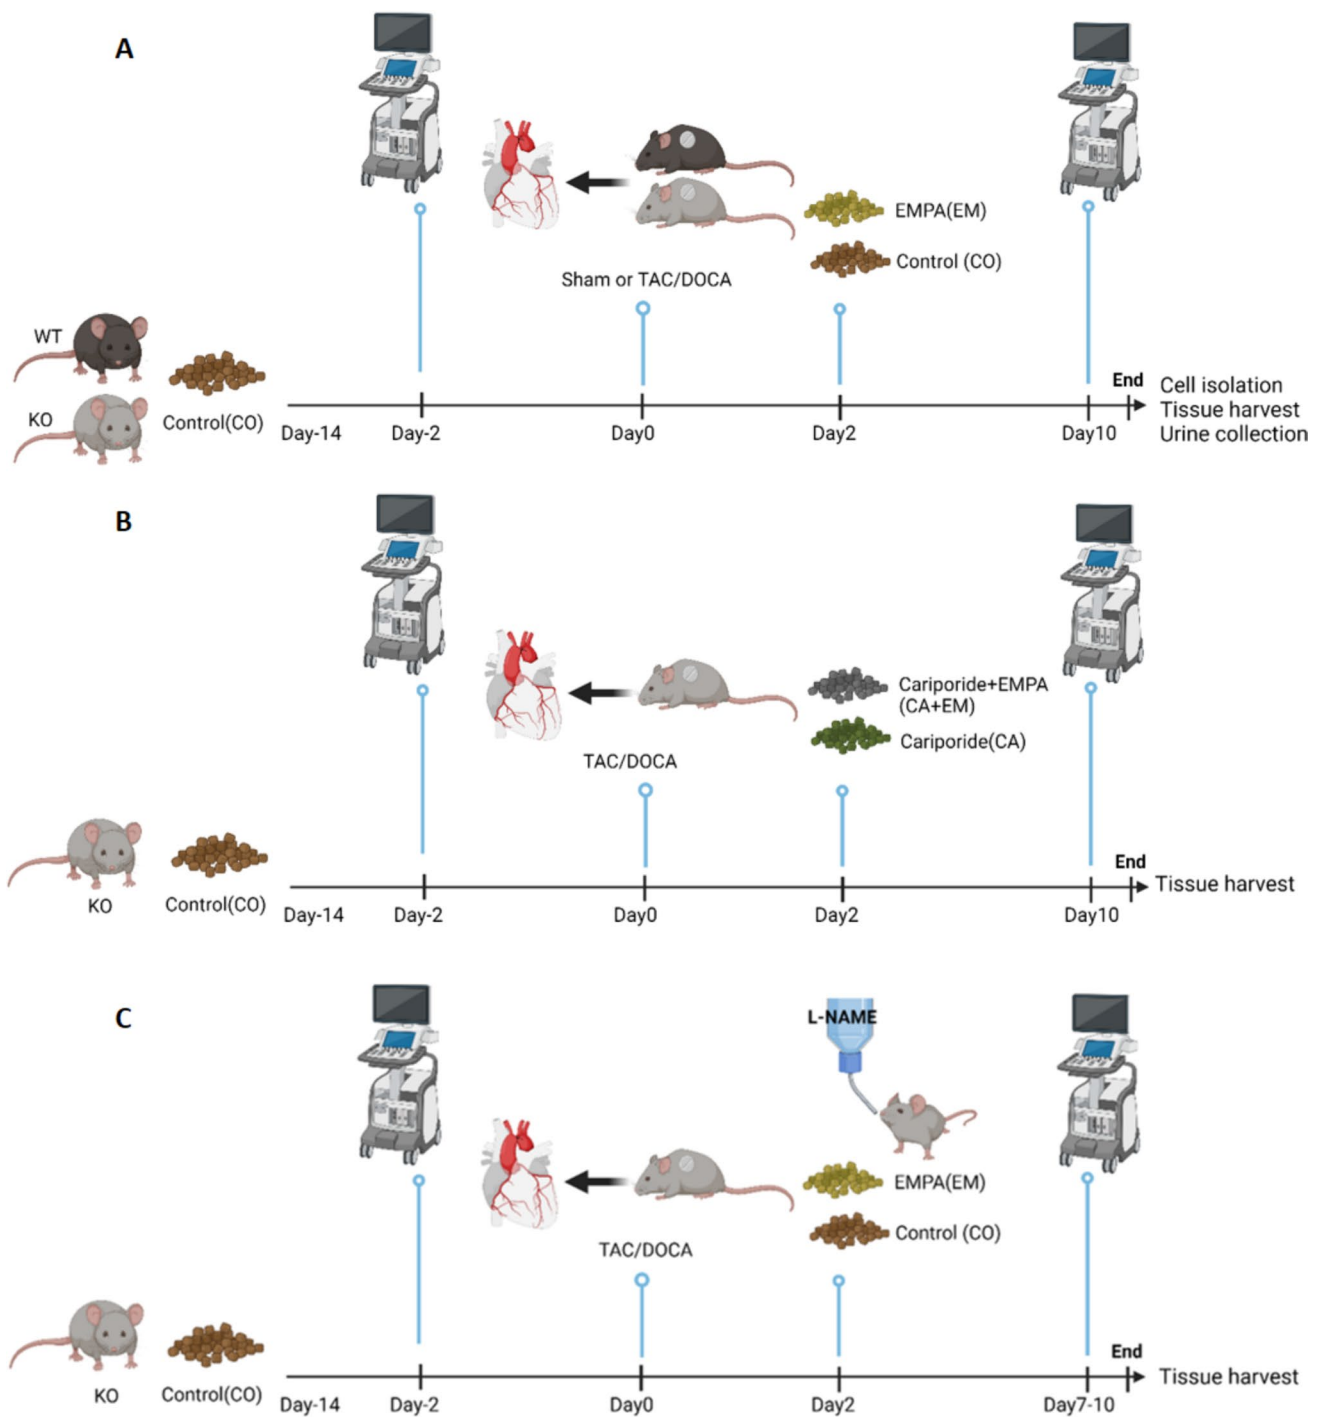 A
EMPA(EM)
Control (CO)
Sham or TAC/DOCA
WT
KO
Control(CO)
End
Cell isolation
Tissue harvest
Urine collection
Day-14
Day-2
Day0
Day2
Day10
B
Cariporide+EMPA
(CA+EM)
Cariporide(CA)
TAC/DOCA
KO
Control(CO)
End
Tissue harvest
Day-14
Day-2
Day0
Day2
Day10
C
L-NAME
EMPA(EM)
Control (CO)
TAC/DOCA
KO
Control(CO)
End
Tissue harvest
Day-14
Day-2
Day0
Day2
Day7-10